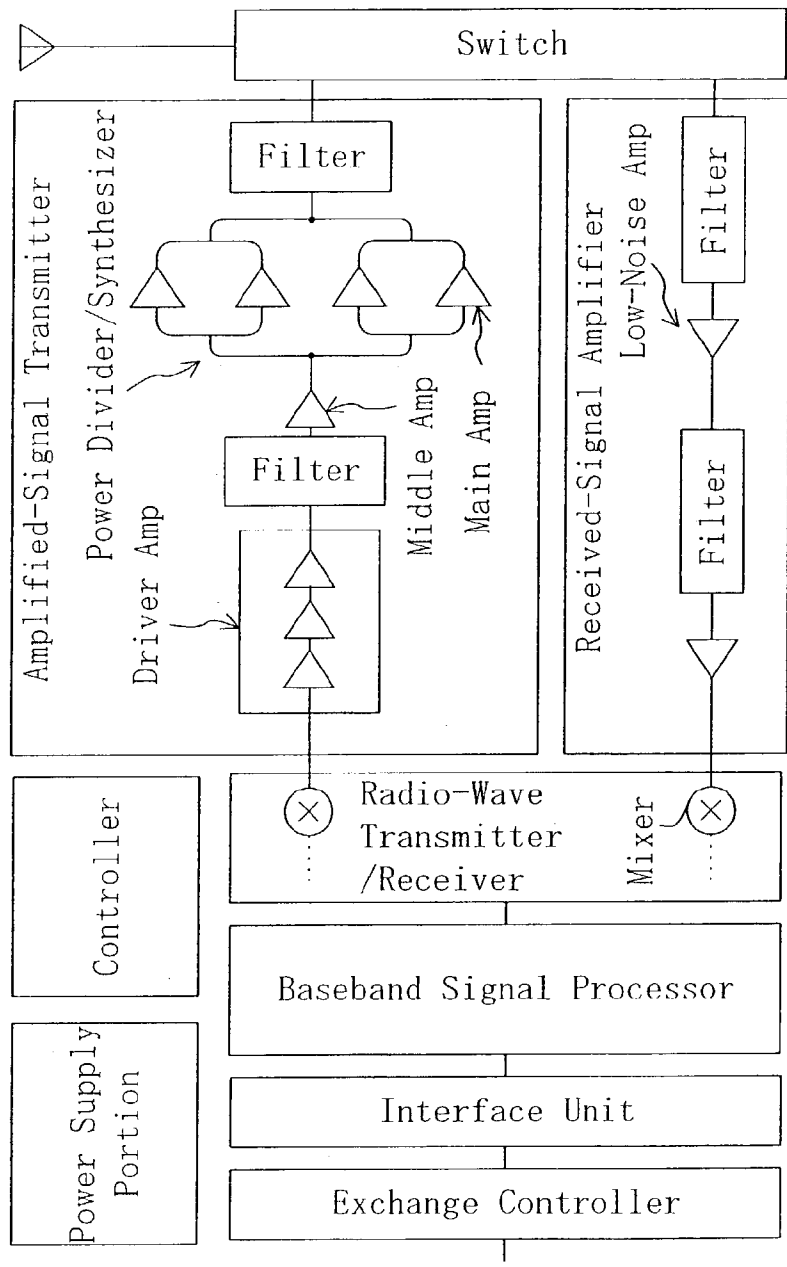 Switch
Amplified-Signal Transmitter
Power Divider/Synthesizer
Driver Amp
Filter
Filter
Middle Amp
Main Amp
Received-Signal Amplifier
Low-Noise Amp
Filter
Filter
Controller
Radio-Wave
Transmitter
/Receiver
Mixer
Baseband Signal Processor
Power Supply
Portion
Interface Unit
Exchange Controller